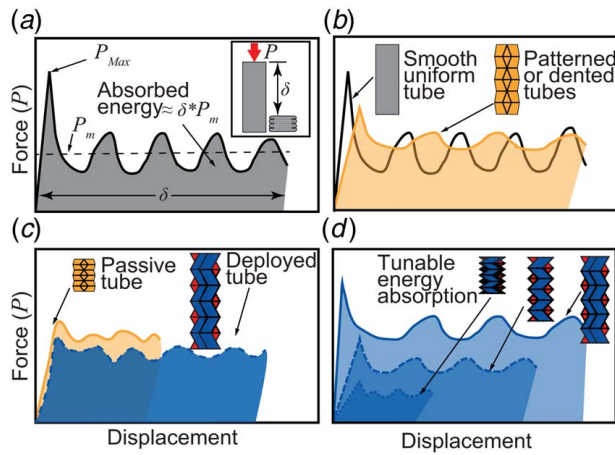 (a)
P_Max
P
δ
Absorbed
energy≈ δ*P_m
P_m
δ
Force (P)
(b)
Smooth
uniform
tube
Patterned
or dented
tubes
(c)
Passive
tube
Deployed
tube
Force (P)
Displacement
(d)
Tunable
energy
absorption
Displacement